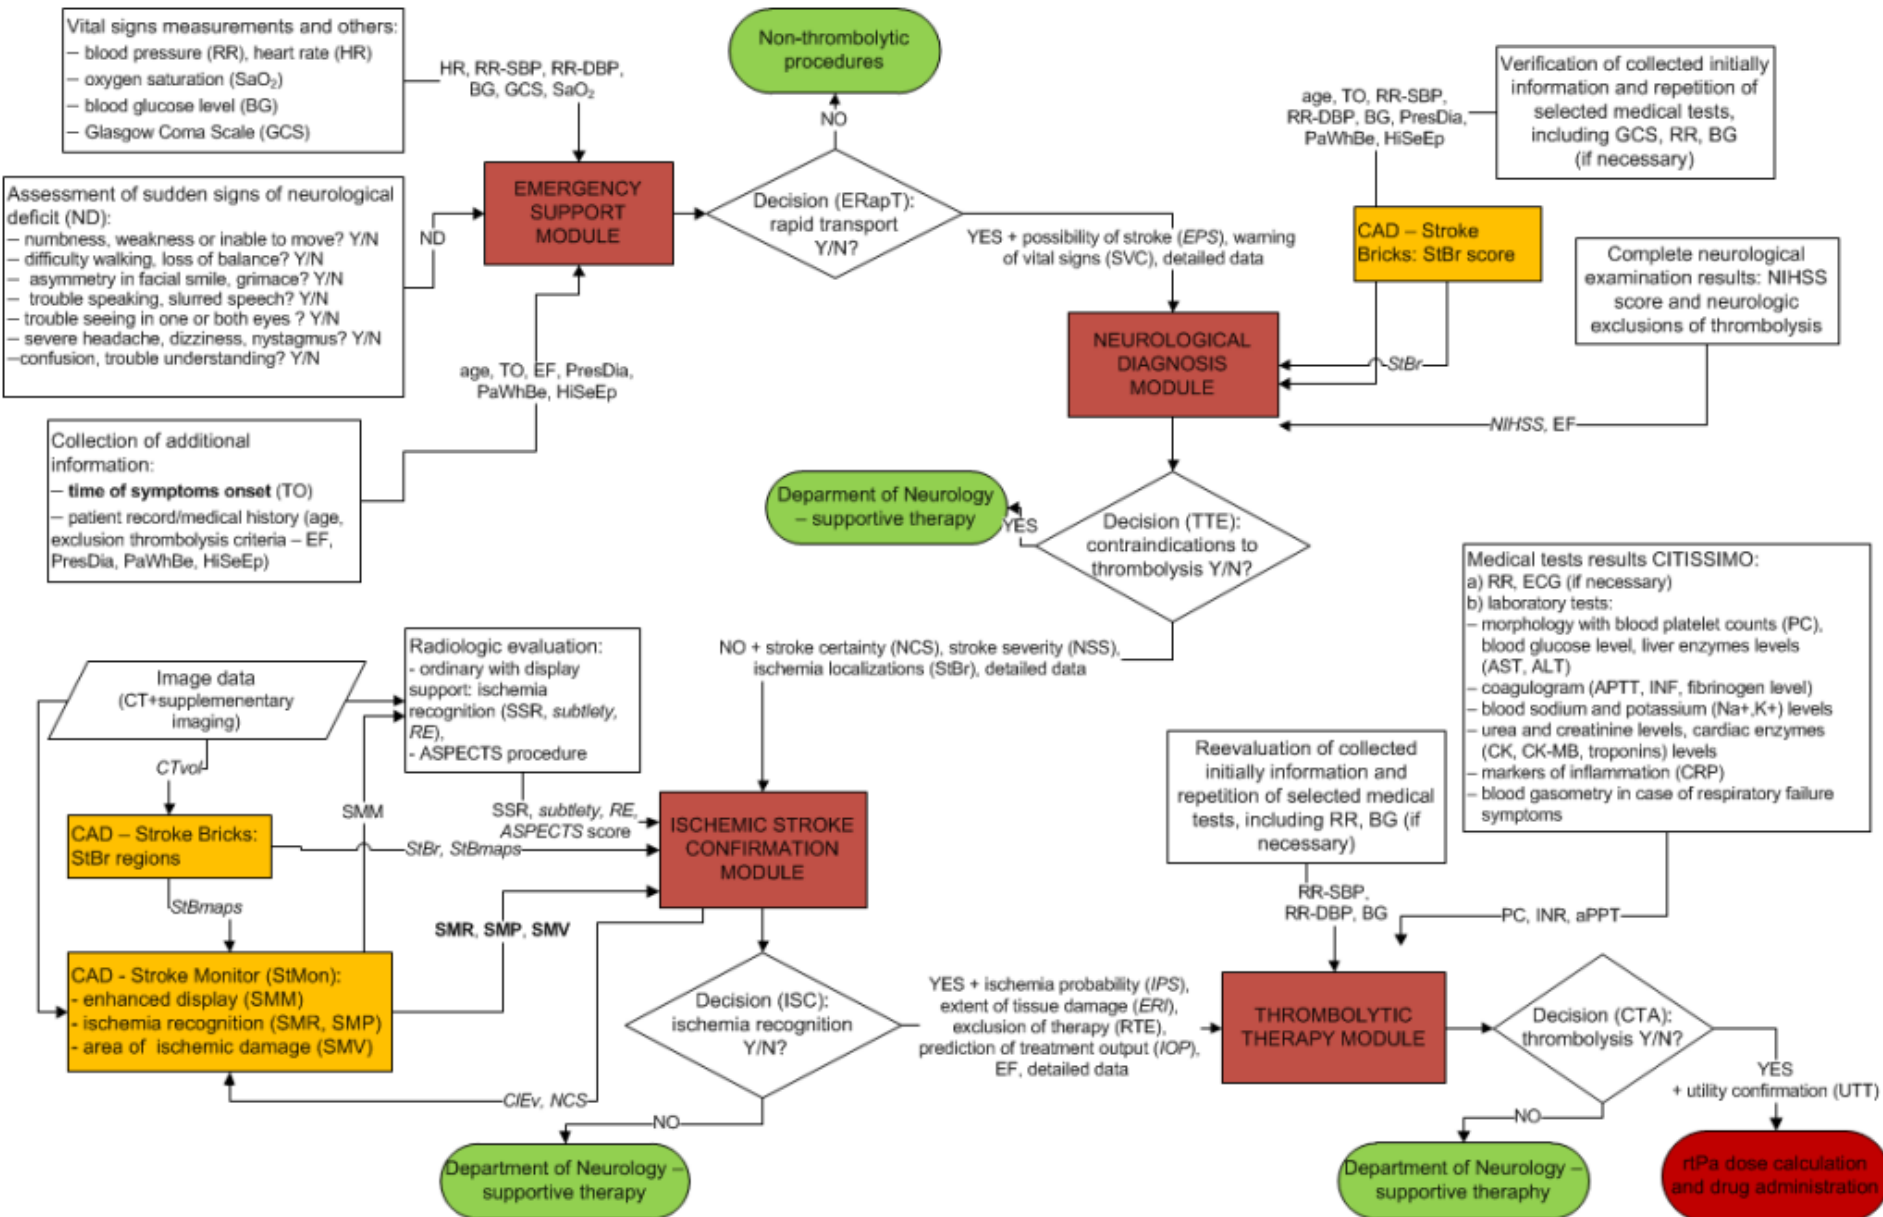 Vital signs measurements and others:
– blood pressure (RR), heart rate (HR)
– oxygen saturation (SaO₂)
– blood glucose level (BG)
– Glasgow Coma Scale (GCS)
HR, RR-SBP, RR-DBP,
BG, GCS, SaO₂
Non-thrombolytic
procedures
NO
Verification of collected initially
information and repetition of
selected medical tests,
including GCS, RR, BG
(if necessary)
age, TO, RR-SBP,
RR-DBP, BG, PresDia,
PaWhBe, HiSeEp
Assessment of sudden signs of neurological
deficit (ND):
– numbness, weakness or inable to move? Y/N
– difficulty walking, loss of balance? Y/N
– asymmetry in facial smile, grimace? Y/N
– trouble speaking, slurred speech? Y/N
– trouble seeing in one or both eyes ? Y/N
– severe headache, dizziness, nystagmus? Y/N
–confusion, trouble understanding? Y/N
ND
EMERGENCY
SUPPORT
MODULE
Decision (ERapT):
rapid transport
Y/N?
YES + possibility of stroke (EPS), warning
of vital signs (SVC), detailed data
CAD – Stroke
Bricks: StBr score
Complete neurological
examination results: NIHSS
score and neurologic
exclusions of thrombolysis
NEUROLOGICAL
DIAGNOSIS
MODULE
StBr
NIHSS, EF
age, TO, EF, PresDia,
PaWhBe, HiSeEp
Collection of additional
information:
– time of symptoms onset (TO)
– patient record/medical history (age,
exclusion thrombolysis criteria – EF,
PresDia, PaWhBe, HiSeEp)
Deparment of Neurology
– supportive therapy
YES
Decision (TTE):
contraindications to
thrombolysis Y/N?
Medical tests results CITISSIMO:
a) RR, ECG (if necessary)
b) laboratory tests:
– morphology with blood platelet counts (PC),
blood glucose level, liver enzymes levels
(AST, ALT)
–coagulogram (APTT, INF, fibrinogen level)
– blood sodium and potassium (Na+,K+) levels
– urea and creatinine levels, cardiac enzymes
(CK, CK-MB, troponins) levels
– markers of inflammation (CRP)
– blood gasometry in case of respiratory failure
symptoms
NO + stroke certainty (NCS), stroke severity (NSS),
ischemia localizations (StBr), detailed data
Image data
(CT+supplemenentary
imaging)
Radiologic evaluation:
- ordinary with display
support: ischemia
recognition (SSR, subtlety,
RE),
- ASPECTS procedure
CTvol
SMM
SSR, subtlety, RE,
ASPECTS score
CAD – Stroke Bricks:
StBr regions
StBr, StBmaps
StBmaps
ISCHEMIC STROKE
CONFIRMATION
MODULE
Reevaluation of collected
initially information and
repetition of selected medical
tests, including RR, BG (if
necessary)
RR-SBP,
RR-DBP, BG
PC, INR, aPPT
SMR, SMP, SMV
CAD - Stroke Monitor (StMon):
- enhanced display (SMM)
- ischemia recognition (SMR, SMP)
- area of ischemic damage (SMV)
Decision (ISC):
ischemia recognition
Y/N?
YES + ischemia probability (IPS),
extent of tissue damage (ERI),
exclusion of therapy (RTE),
prediction of treatment output (IOP),
EF, detailed data
THROMBOLYTIC
THERAPY MODULE
Decision (CTA):
thrombolysis Y/N?
YES
+ utility confirmation (UTT)
ClEv, NCS
NO
NO
Department of Neurology –
supportive therapy
Department of Neurology –
supportive theraphy
rtPa dose calculation
and drug administration